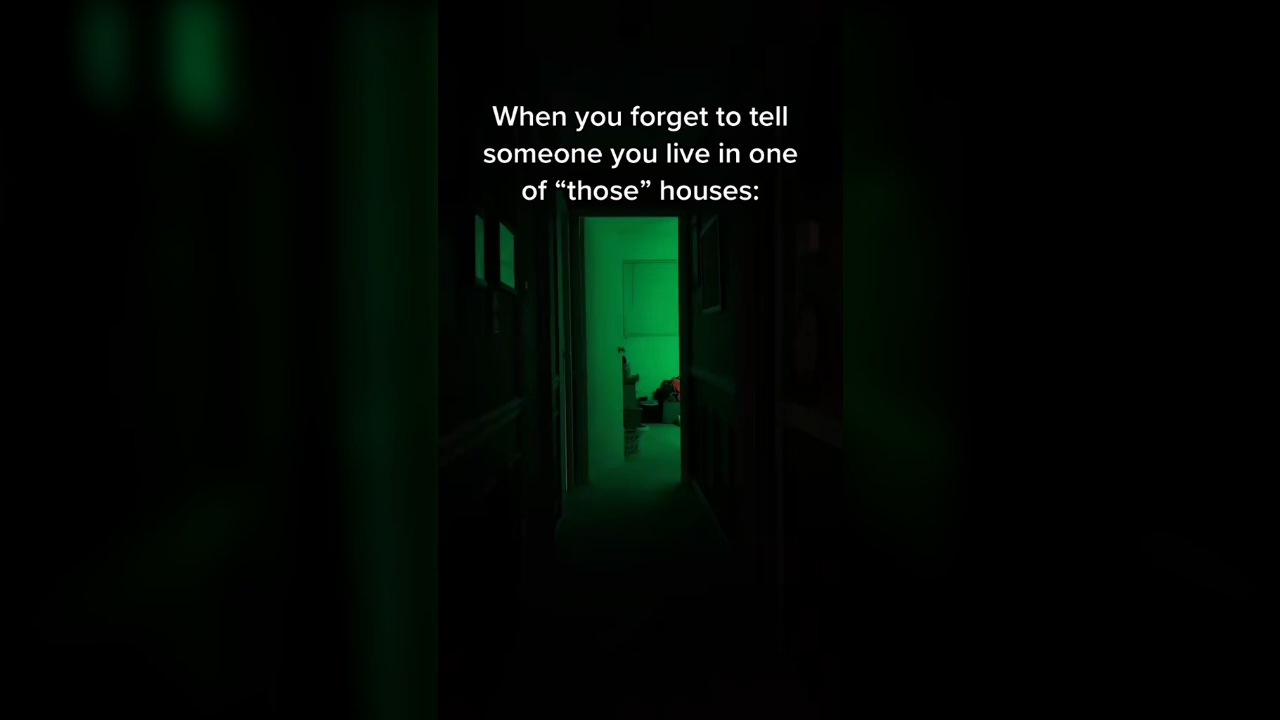 When you forget to tell
someone you live in one
of “those” houses: